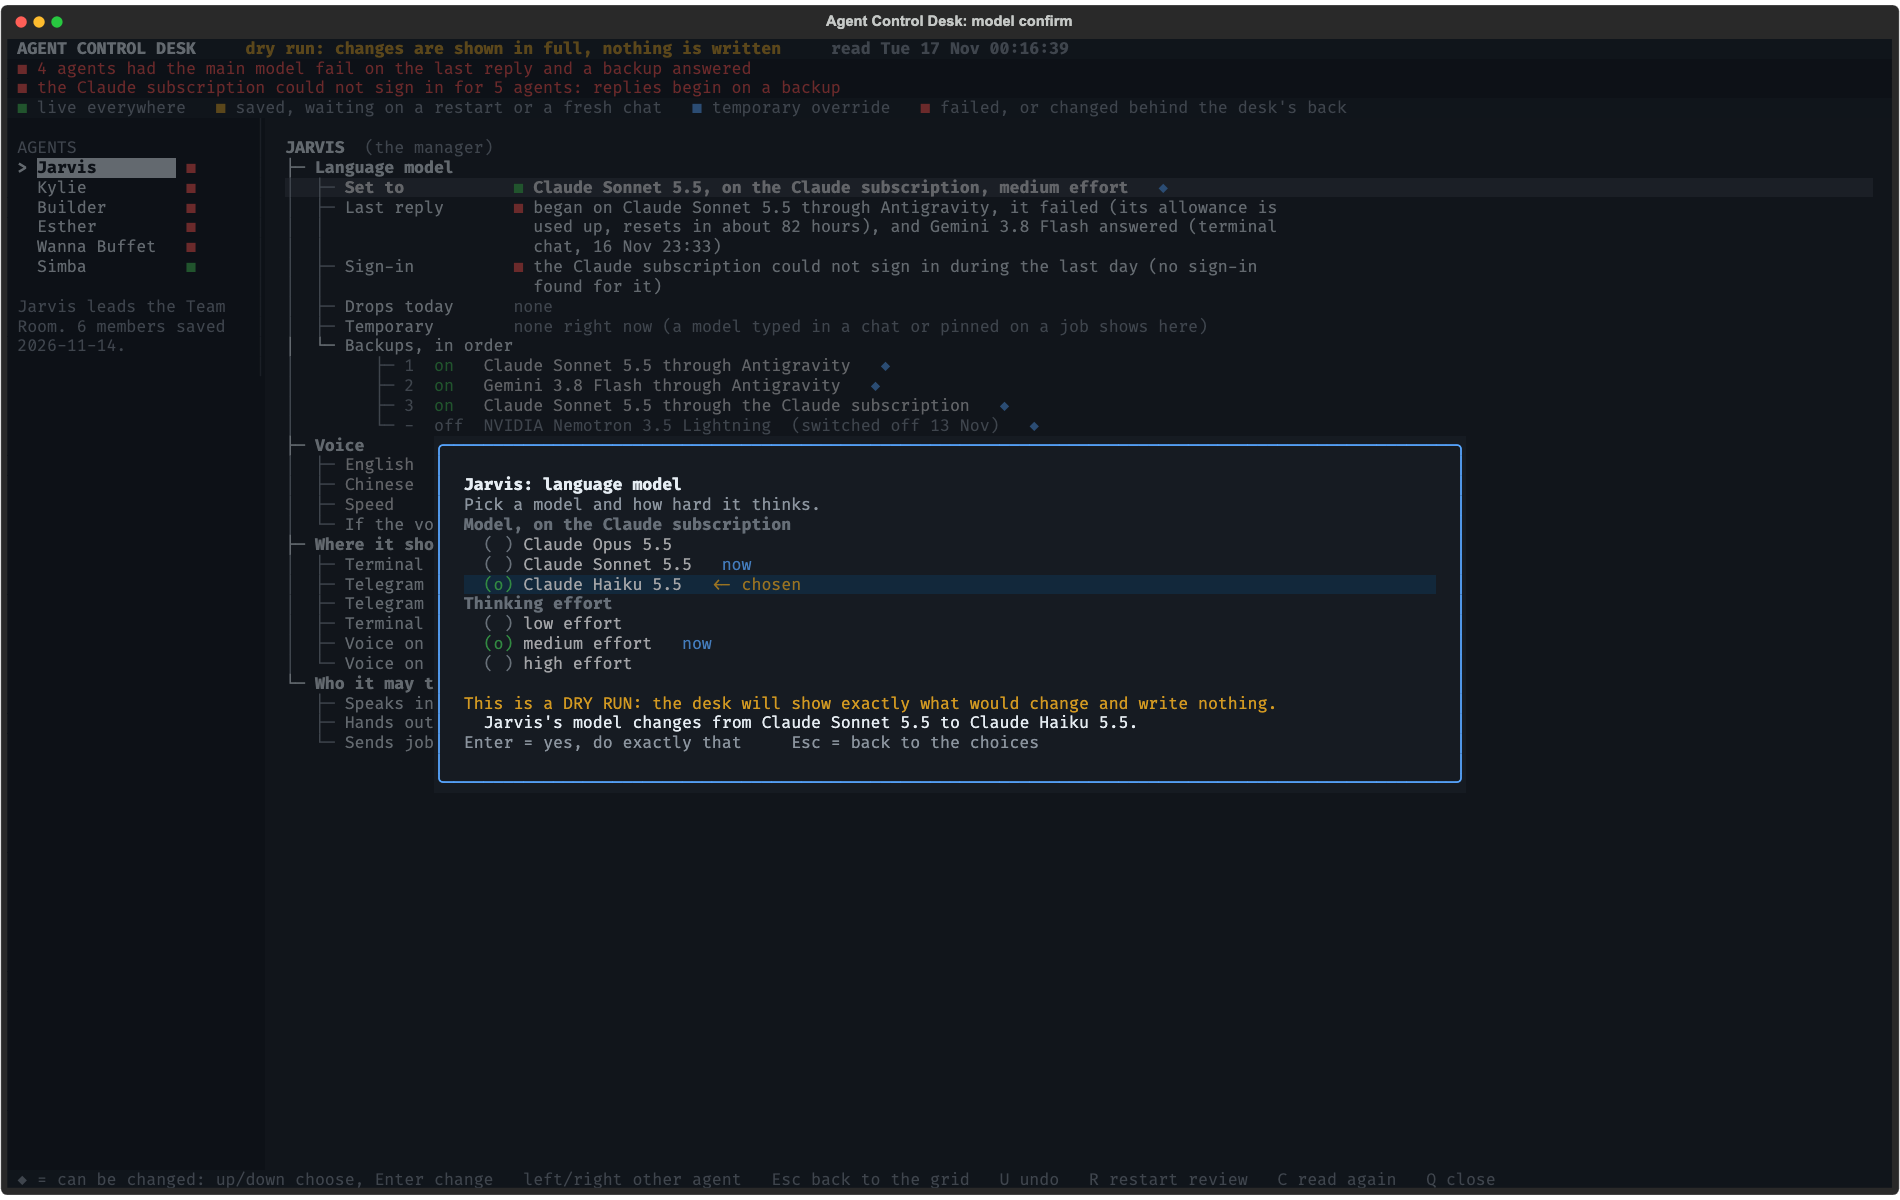 Agent Control Desk: model confirm
AGENT CONTROL DESK dry run: changes are shown in full, nothing is written read Tue 17 Nov 00:16:39
■ 4 agents had the main model fail on the last reply and a backup answered
■ the Claude subscription could not sign in for 5 agents: replies begin on a backup
■ live everywhere ■ saved, waiting on a restart or a fresh chat ■ temporary override ■ failed, or changed behind the desk's back
AGENTS
> Jarvis ■
Kylie ■
Builder ■
Esther ■
Wanna Buffet ■
Simba ■
Jarvis leads the Team
Room. 6 members saved
2026-11-14.
JARVIS (the manager)
Language model
Set to ■ Claude Sonnet 5.5, on the Claude subscription, medium effort ◆
Last reply ■ began on Claude Sonnet 5.5 through Antigravity, it failed (its allowance is
used up, resets in about 82 hours), and Gemini 3.8 Flash answered (terminal
chat, 16 Nov 23:33)
Sign-in ■ the Claude subscription could not sign in during the last day (no sign-in
found for it)
Drops today none
Temporary none right now (a model typed in a chat or pinned on a job shows here)
Backups, in order
1 on Claude Sonnet 5.5 through Antigravity ◆
2 on Gemini 3.8 Flash through Antigravity ◆
3 on Claude Sonnet 5.5 through the Claude subscription ◆
- off NVIDIA Nemotron 3.5 Lightning (switched off 13 Nov) ◆
Voice
English
Chinese
Speed
If the vo
Where it sho
Terminal
Telegram
Telegram
Terminal
Voice on
Voice on
Who it may t
Speaks in
Hands out
Sends job
Jarvis: language model
Pick a model and how hard it thinks.
Model, on the Claude subscription
( ) Claude Opus 5.5
( ) Claude Sonnet 5.5 now
(o) Claude Haiku 5.5 ← chosen
Thinking effort
( ) low effort
(o) medium effort now
( ) high effort
This is a DRY RUN: the desk will show exactly what would change and write nothing.
Jarvis's model changes from Claude Sonnet 5.5 to Claude Haiku 5.5.
Enter = yes, do exactly that Esc = back to the choices
◆ = can be changed: up/down choose, Enter change left/right other agent Esc back to the grid U undo R restart review C read again Q close